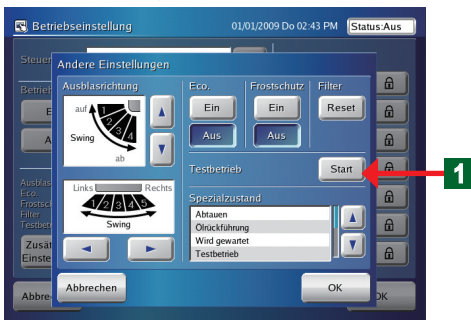 Betriebseinstellung 01/01/2009 Do 02:43 PM Status:Aus
Steuer
Andere Einstellungen
Betrieb
Ausblasrichtung Eco. Frostschutz Filter
auf Ein Ein Reset
1 2 3 4
Swing Aus Aus
ab
Testbetrieb Start 1
Links Rechts
1 2 3 4 5
Swing
Spezialzustand
Abtauen
Ölrückführung
Wird gewartet
Testbetrieb
Ausblas
Eco.
Frostsch
Filter
Testbetr
Zusät
Einste
Abbrechen OK
Abbre OK